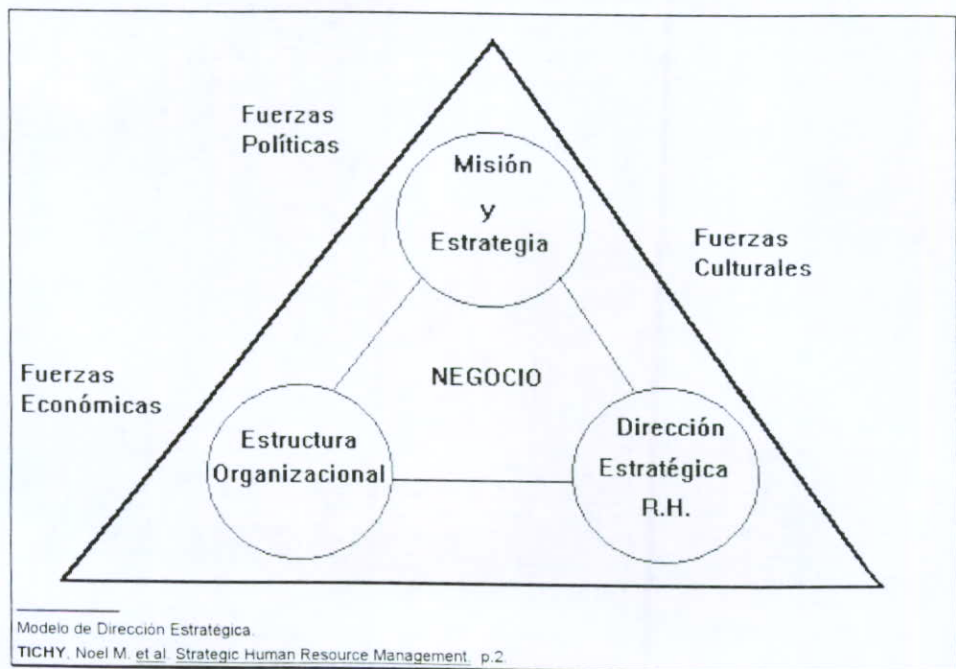 Fuerzas
Políticas
Misión
y
Estrategia
Fuerzas
Culturales
Fuerzas
Económicas
NEGOCIO
Estructura
Organizacional
Dirección
Estratégica
R.H.
Modelo de Dirección Estratégica.
TICHY, Noel M. et al. Strategic Human Resource Management. p.2.